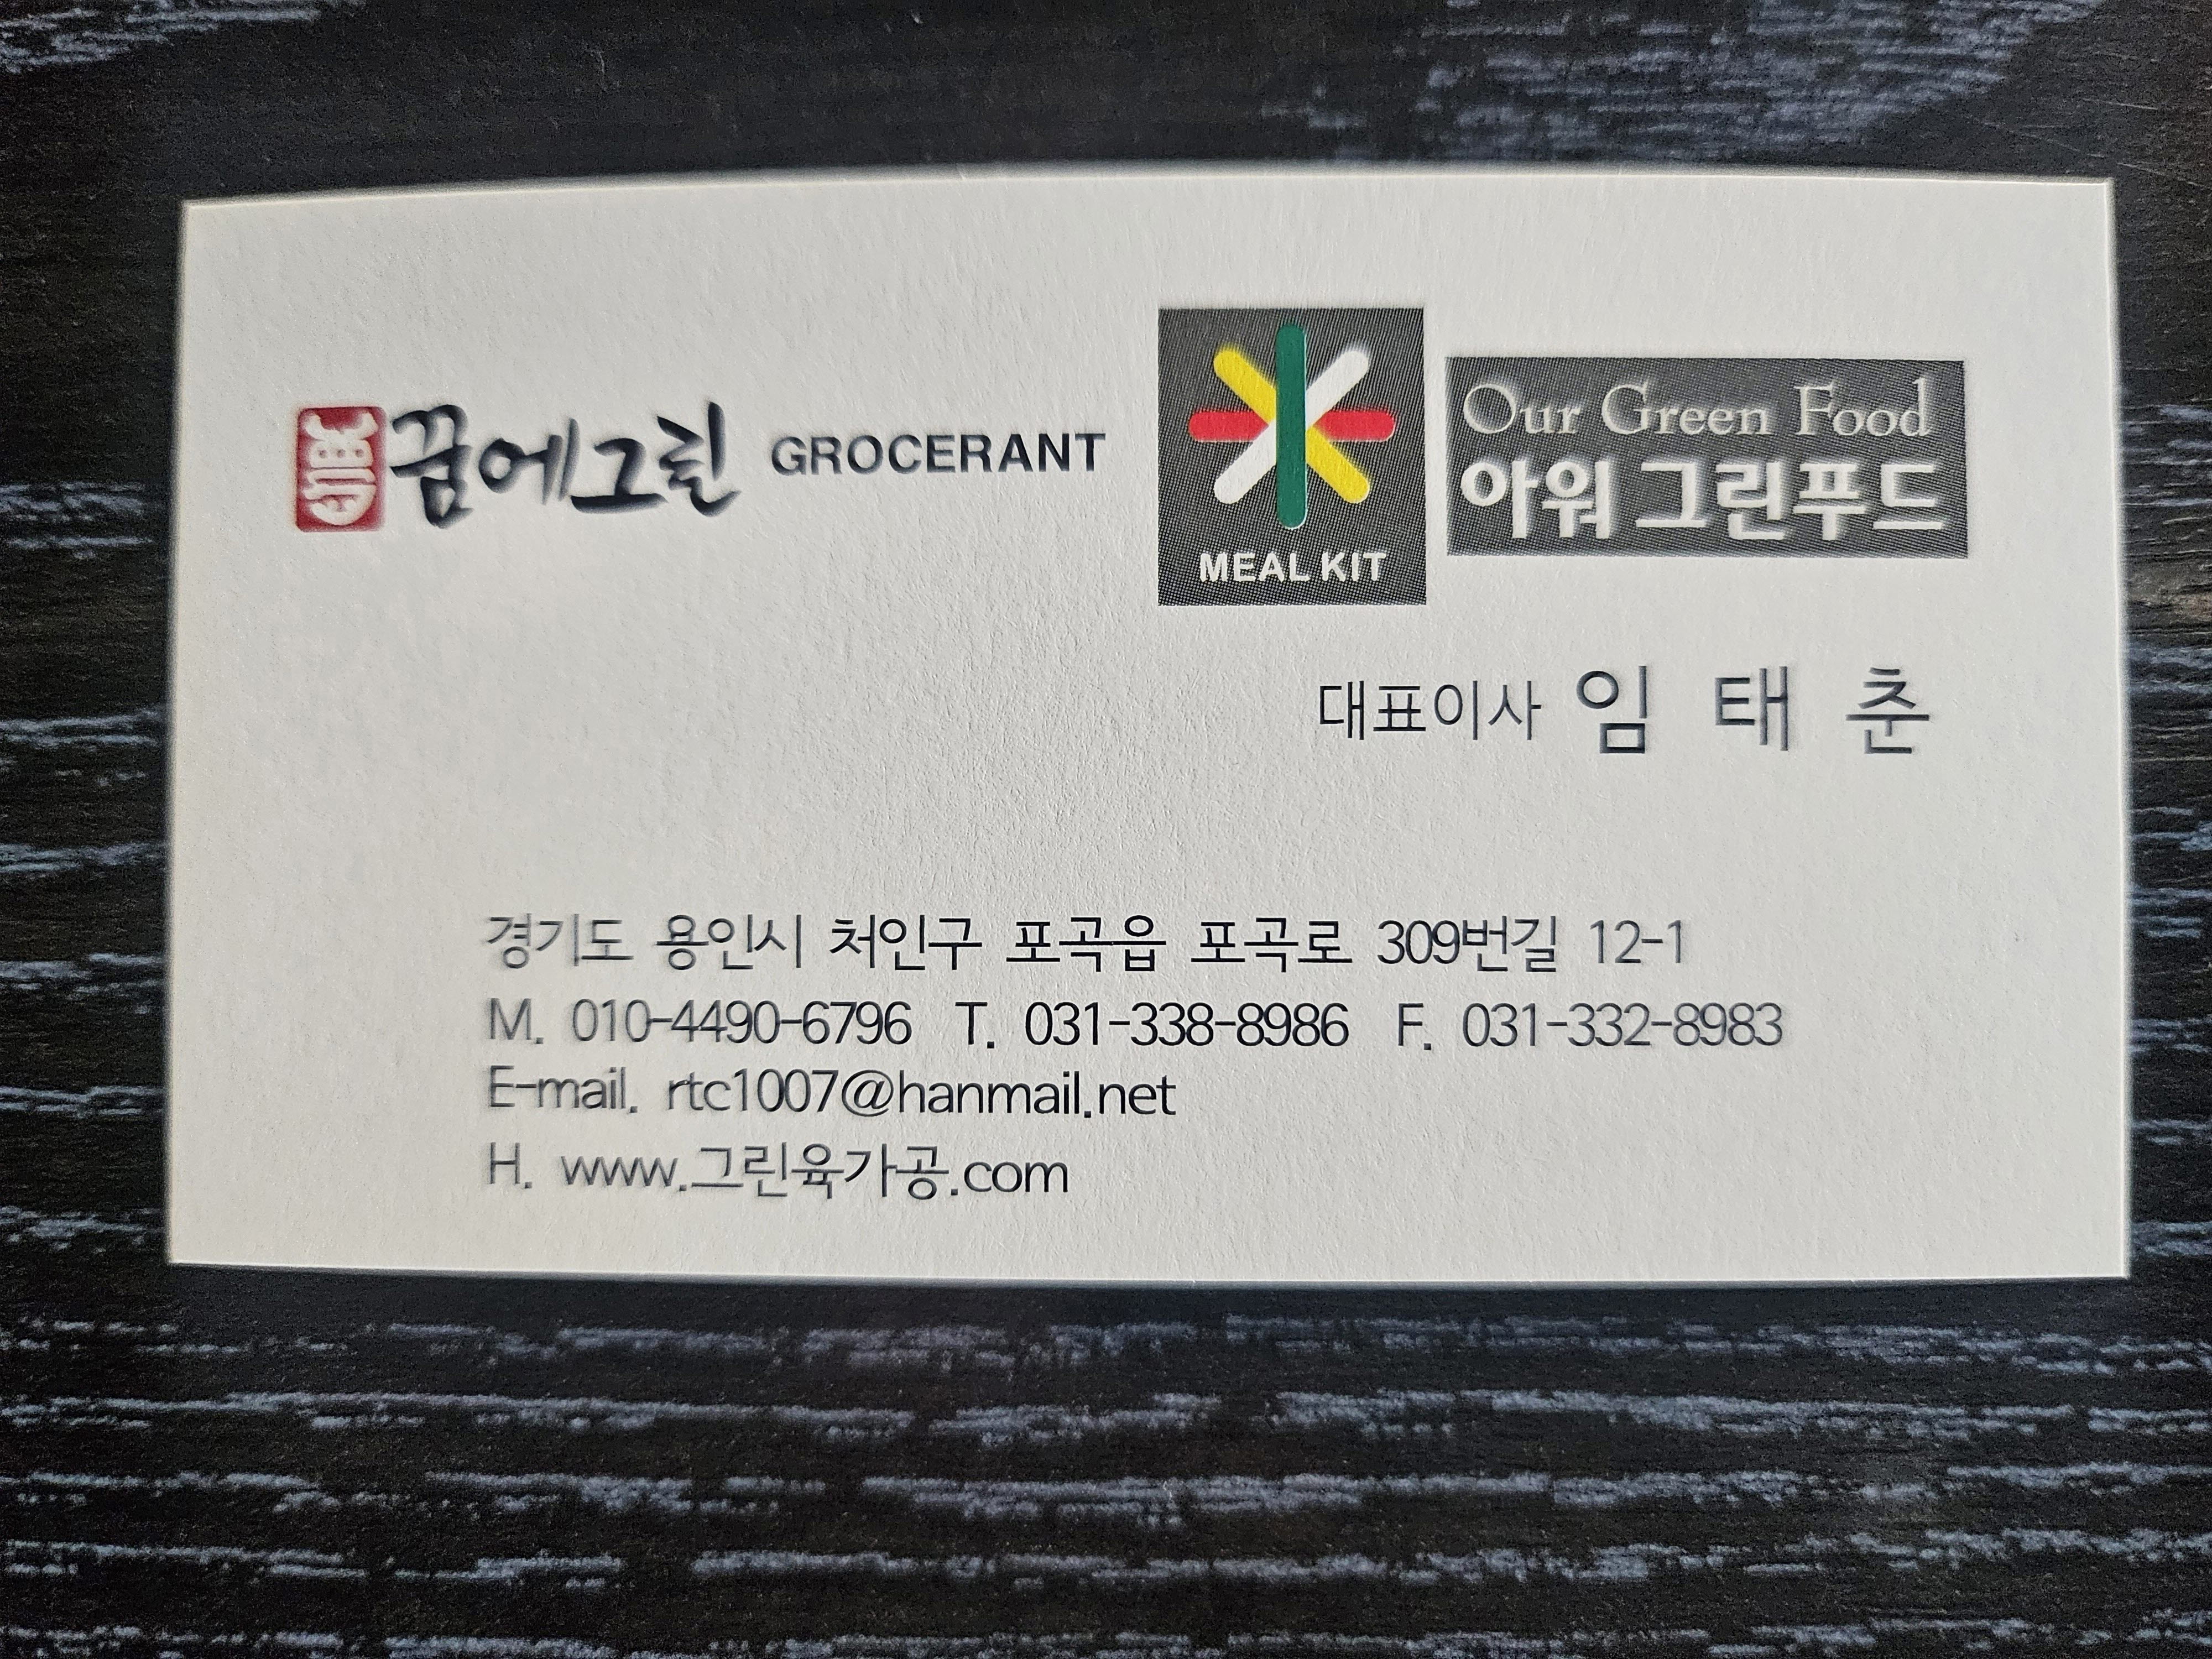 꿈에그린 GROCERANT
MEAL KIT
Our Green Food
아워 그린푸드
대표이사 임 태 춘
경기도 용인시 처인구 포곡읍 포곡로 309번길 12-1
M. 010-4490-6796 T. 031-338-8986 F. 031-332-8983
E-mail. rtc1007@hanmail.net
H. www.그린육가공.com